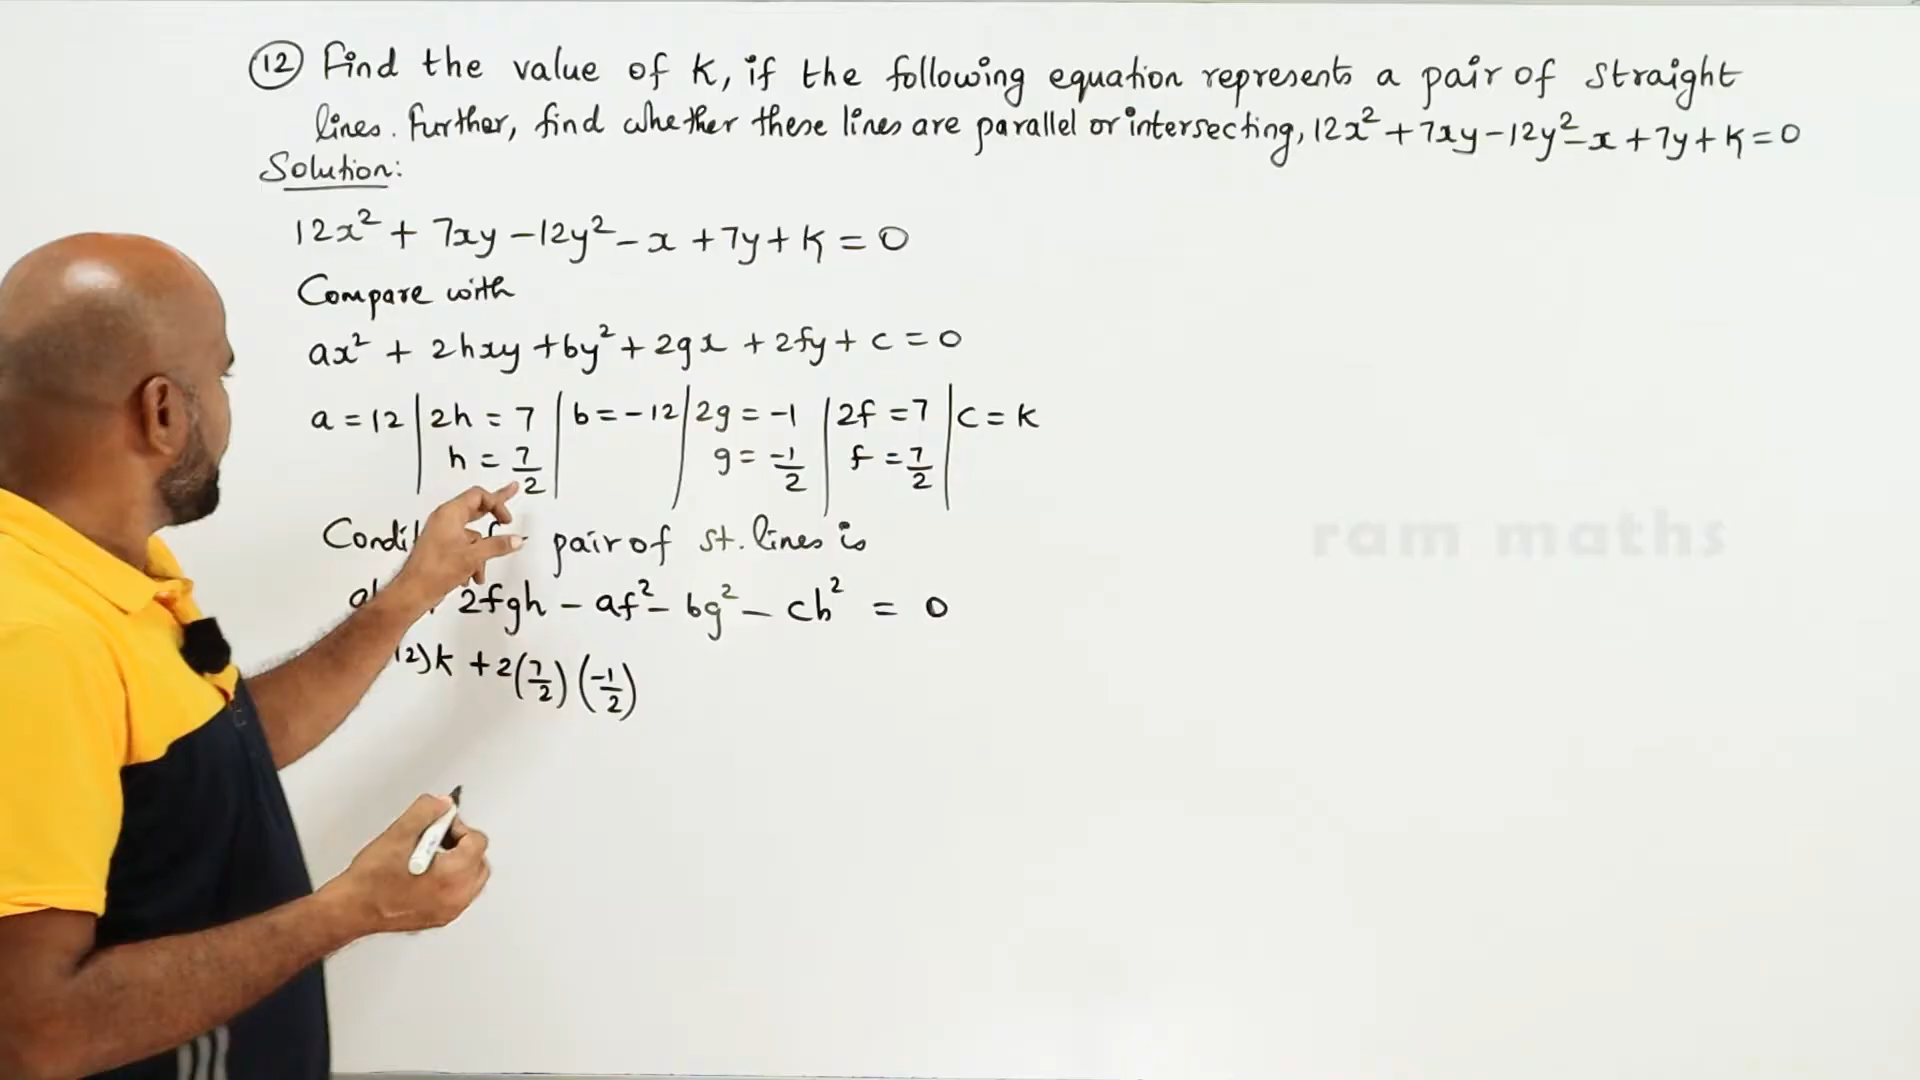 12 Find the value of K, if the following equation represents a pair of straight
lines. Further, find whether these lines are parallel or intersecting, 12x² + 7xy - 12y² - x + 7y + K = 0
Solution:
12x² + 7xy - 12y² - x + 7y + K = 0
Compare with
ax² + 2hxy + by² + 2gx + 2fy + c = 0
a = 12 | 2h = 7 | b = -12 | 2g = -1 | 2f = 7 | c = K
h = 7/2 | g = -1/2 | f = 7/2
pair of st. lines is
2fgh - af² - bg² - ch² = 0
12)k + 2(7/2)(-1/2)
ram maths